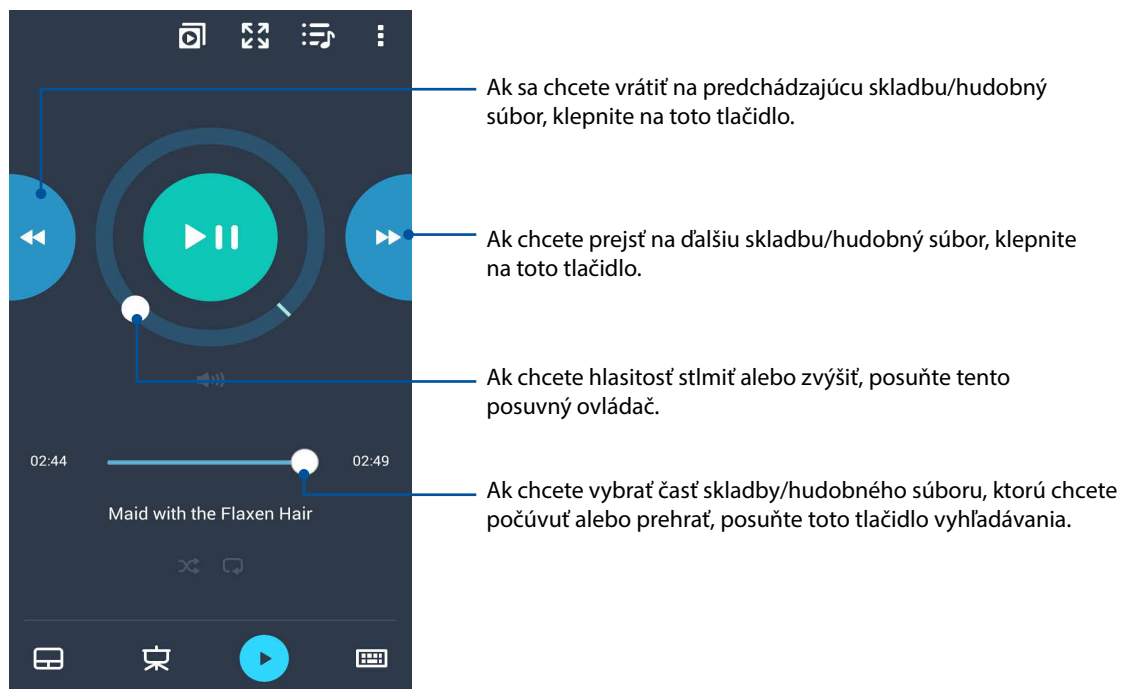 Ak sa chcete vrátiť na predchádzajúcu skladbu/hudobný
súbor, klepnite na toto tlačidlo.
Ak chcete prejsť na ďalšiu skladbu/hudobný súbor, klepnite
na toto tlačidlo.
Ak chcete hlasitosť stlmiť alebo zvýšiť, posuňte tento
posuvný ovládač.
02:44
02:49
Maid with the Flaxen Hair
Ak chcete vybrať časť skladby/hudobného súboru, ktorú chcete
počúvuť alebo prehrať, posuňte toto tlačidlo vyhľadávania.